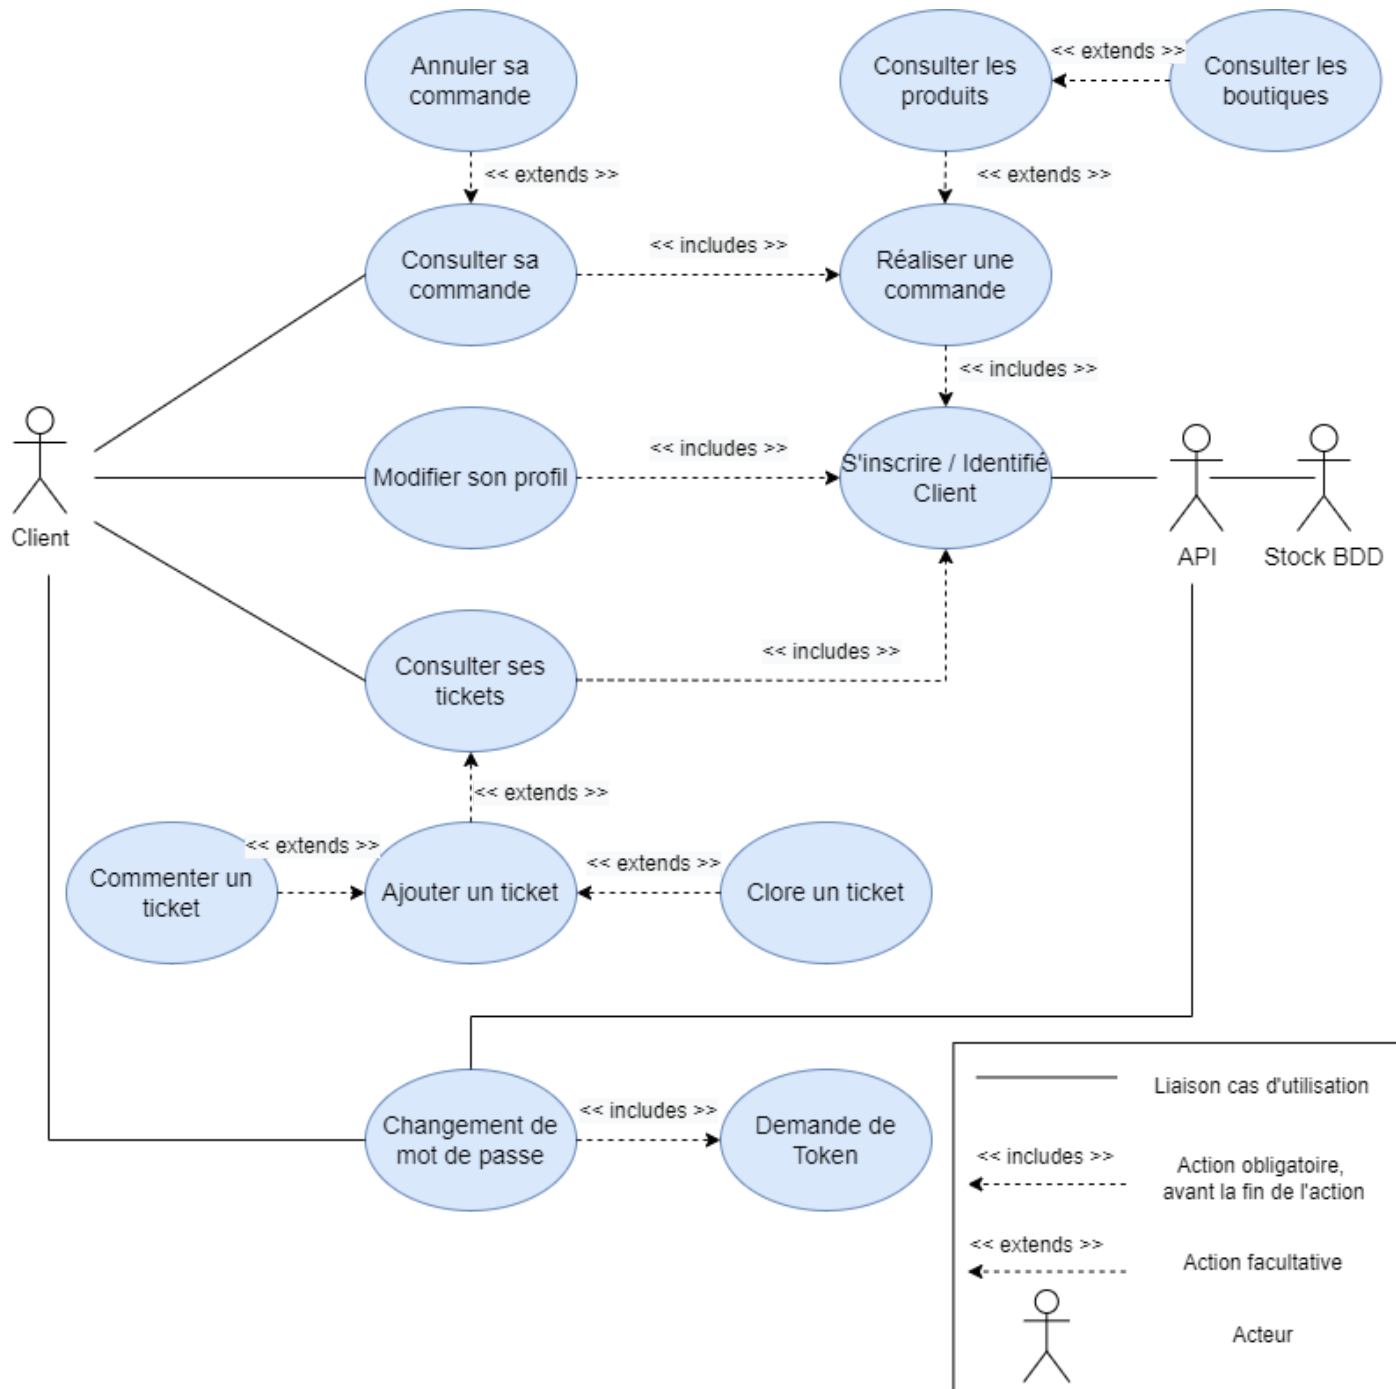 Annuler sa
commande
Consulter les
produits
<< extends >>
Consulter les
boutiques
<< extends >>
<< extends >>
Consulter sa
commande
<< includes >>
Réaliser une
commande
<< includes >>
Client
Modifier son profil
<< includes >>
S'inscrire / Identifié
Client
API
Stock BDD
Consulter ses
tickets
<< includes >>
<< extends >>
Commenter un
ticket
<< extends >>
Ajouter un ticket
<< extends >>
Clore un ticket
Changement de
mot de passe
<< includes >>
Demande de
Token
Liaison cas d'utilisation
<< includes >>
Action obligatoire,
avant la fin de l'action
<< extends >>
Action facultative
Acteur